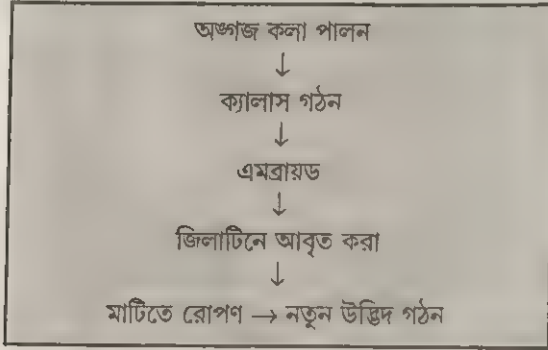 অঙ্গজ কলা পালন
↓
ক্যালাস গঠন
↓
এমব্রায়ড
↓
জিলাটিনে আবৃত করা
↓
মাটিতে রোপণ → নতুন উদ্ভিদ গঠন